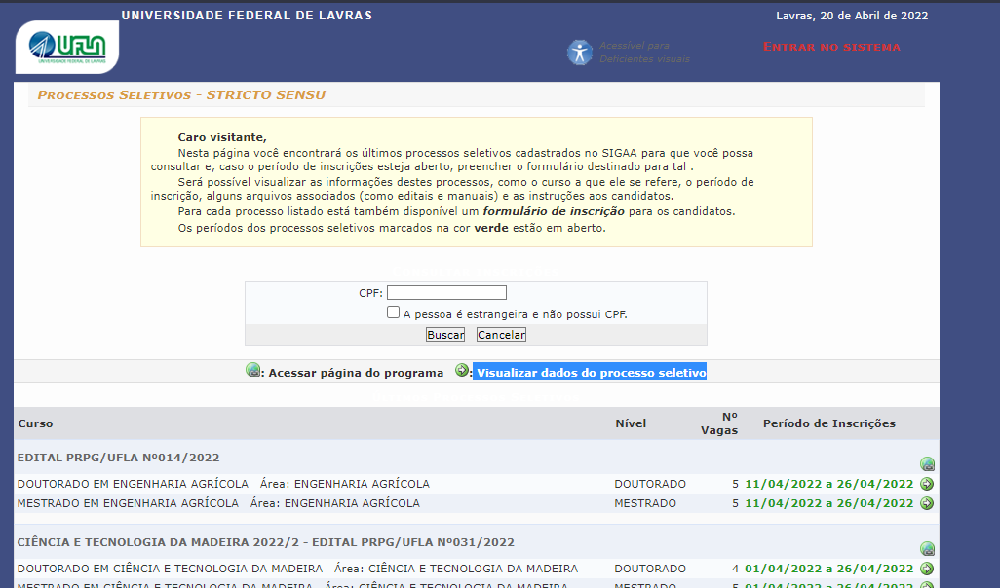 UNIVERSIDADE FEDERAL DE LAVRAS
Lavras, 20 de Abril de 2022
UFLA
UNIVERSIDADE FEDERAL DE LAVRAS
Acessível para
Deficientes visuais
ENTRAR NO SISTEMA
PROCESSOS SELETIVOS - STRICTO SENSU
Caro visitante,
Nesta página você encontrará os últimos processos seletivos cadastrados no SIGAA para que você possa
consultar e, caso o período de inscrições esteja aberto, preencher o formulário destinado para tal .
Será possível visualizar as informações destes processos, como o curso a que ele se refere, o período de
inscrição, alguns arquivos associados (como editais e manuais) e as instruções aos candidatos.
Para cada processo listado está também disponível um formulário de inscrição para os candidatos.
Os períodos dos processos seletivos marcados na cor verde estão em aberto.
CPF:
A pessoa é estrangeira e não possui CPF.
Buscar Cancelar
: Acessar página do programa : Visualizar dados do processo seletivo
Curso Nível Nº Vagas Período de Inscrições
EDITAL PRPG/UFLA Nº014/2022
DOUTORADO EM ENGENHARIA AGRÍCOLA Área: ENGENHARIA AGRÍCOLA DOUTORADO 5 11/04/2022 a 26/04/2022
MESTRADO EM ENGENHARIA AGRÍCOLA Área: ENGENHARIA AGRÍCOLA MESTRADO 5 11/04/2022 a 26/04/2022
CIÊNCIA E TECNOLOGIA DA MADEIRA 2022/2 - EDITAL PRPG/UFLA Nº031/2022
DOUTORADO EM CIÊNCIA E TECNOLOGIA DA MADEIRA Área: CIÊNCIA E TECNOLOGIA DA MADEIRA DOUTORADO 4 01/04/2022 a 26/04/2022
MESTRADO EM CIÊNCIA E TECNOLOGIA DA MADEIRA Área: CIÊNCIA E TECNOLOGIA DA MADEIRA MESTRADO 5 01/04/2022 a 26/04/2022